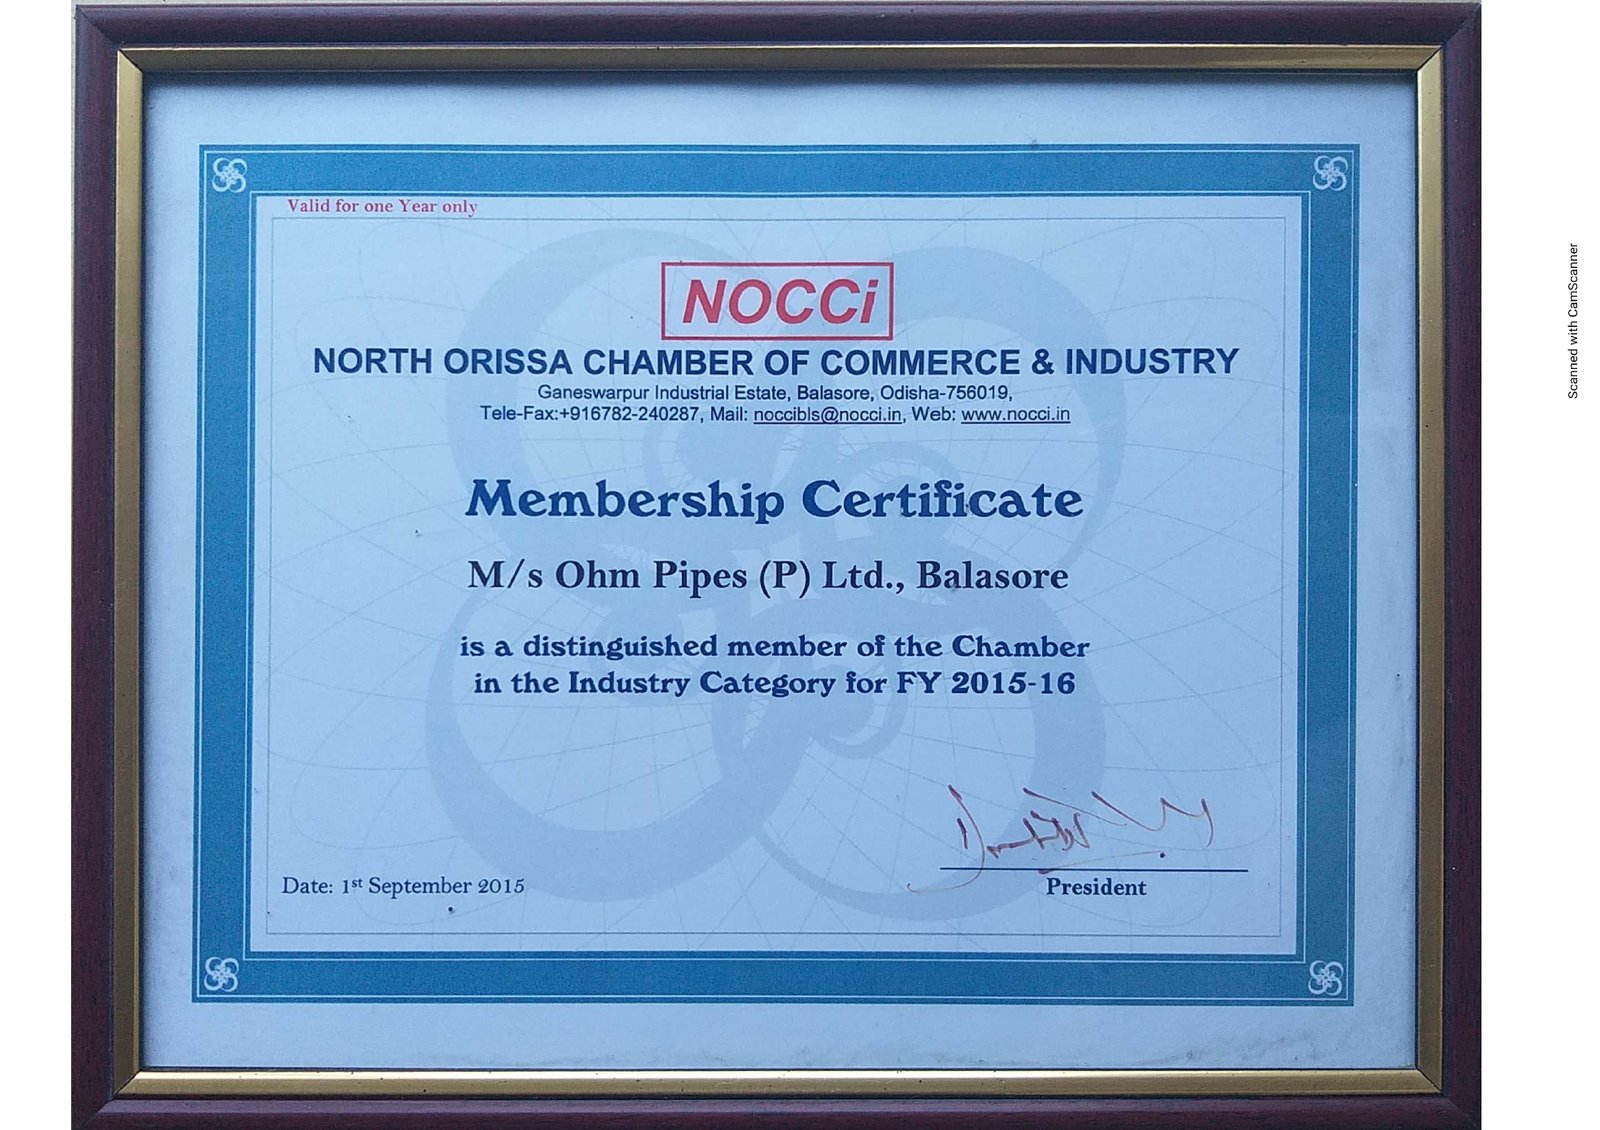 Valid for one Year only
NOCCi
NORTH ORISSA CHAMBER OF COMMERCE & INDUSTRY
Ganeswarpur Industrial Estate, Balasore, Odisha-756019,
Tele-Fax:+916782-240287, Mail: noccibls@nocci.in, Web: www.nocci.in
Membership Certificate
M/s Ohm Pipes (P) Ltd., Balasore
is a distinguished member of the Chamber
in the Industry Category for FY 2015-16
Date: 1st September 2015
President
Scanned with CamScanner